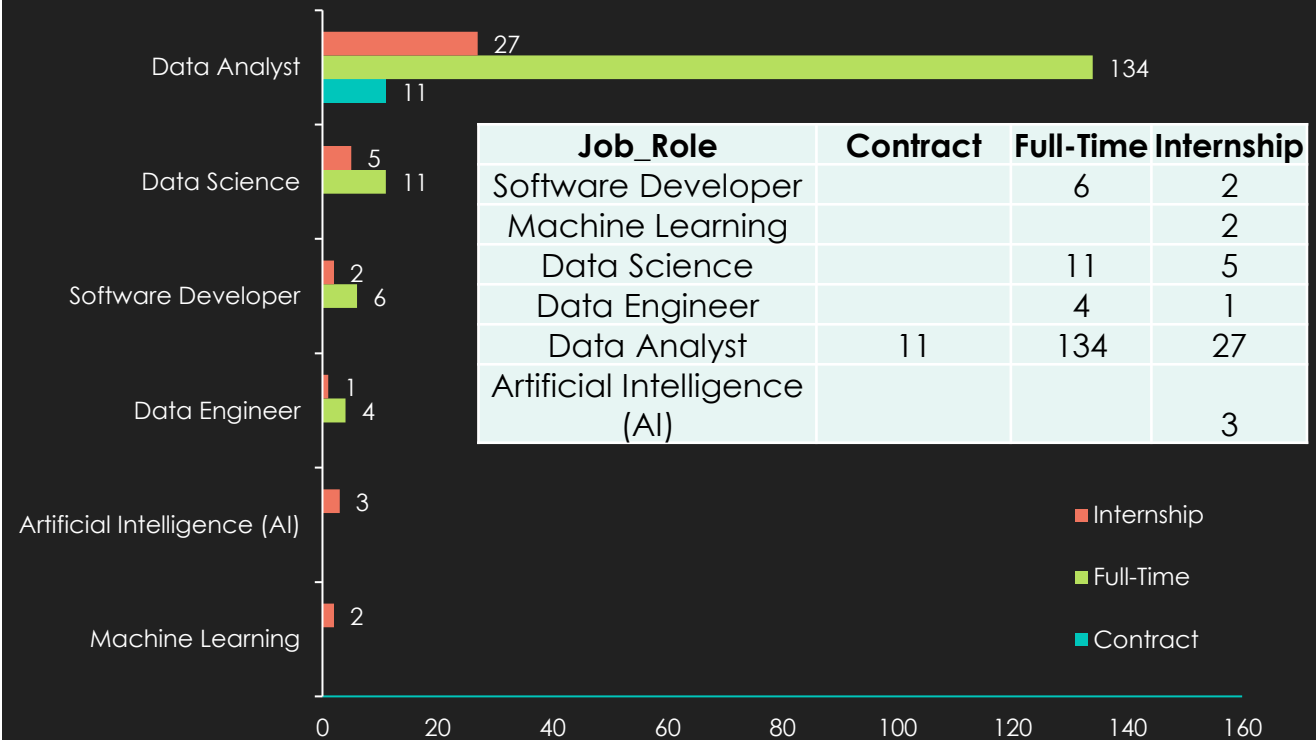 Data Analyst
27
134
11
Data Science
5
11
Software Developer
2
6
Data Engineer
1
4
Artificial Intelligence (AI)
3
Machine Learning
2
0 20 40 60 80 100 120 140 160
Job_Role Contract Full-Time Internship
Software Developer 6 2
Machine Learning 2
Data Science 11 5
Data Engineer 4 1
Data Analyst 11 134 27
Artificial Intelligence
(AI) 3
Internship
Full-Time
Contract